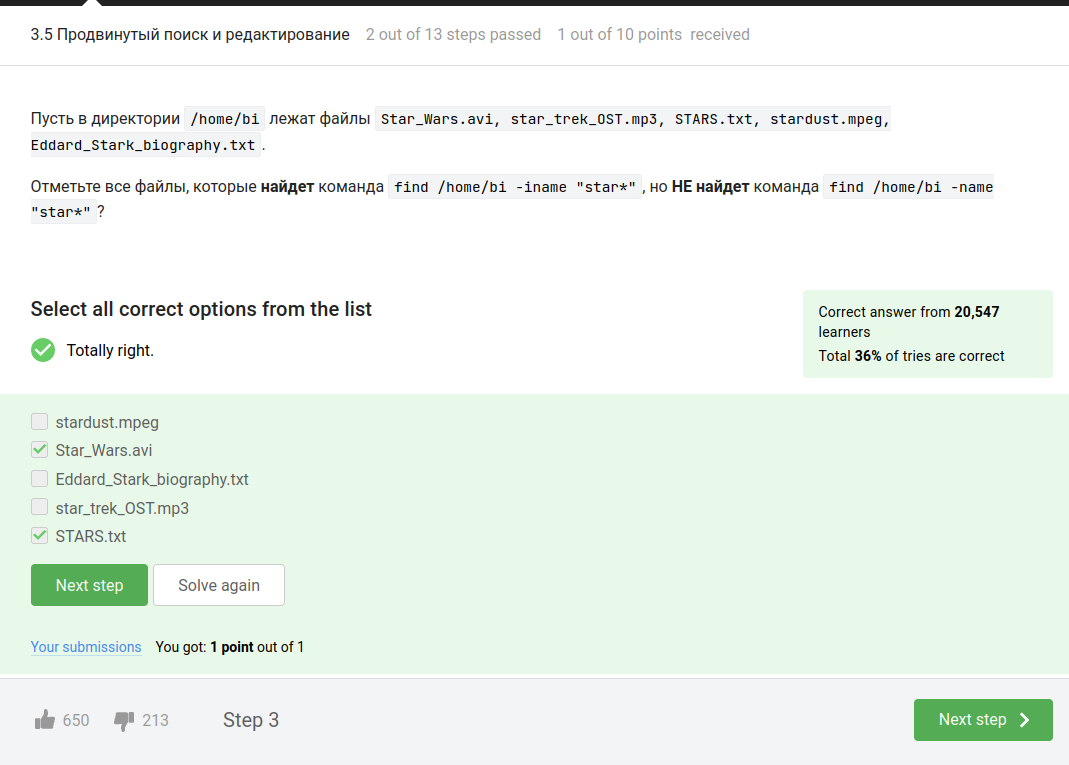 3.5 Продвинутый поиск и редактирование 2 out of 13 steps passed 1 out of 10 points received
Пусть в директории /home/bi лежат файлы Star_Wars.avi, star_trek_OST.mp3, STARS.txt, stardust.mpeg,
Eddard_Stark_biography.txt .
Отметьте все файлы, которые найдет команда find /home/bi -iname "star*" , но НЕ найдет команда find /home/bi -name
"star*" ?
Select all correct options from the list
Totally right.
Correct answer from 20,547
learners
Total 36% of tries are correct
stardust.mpeg
Star_Wars.avi
Eddard_Stark_biography.txt
star_trek_OST.mp3
STARS.txt
Next step Solve again
Your submissions You got: 1 point out of 1
650 213 Step 3 Next step